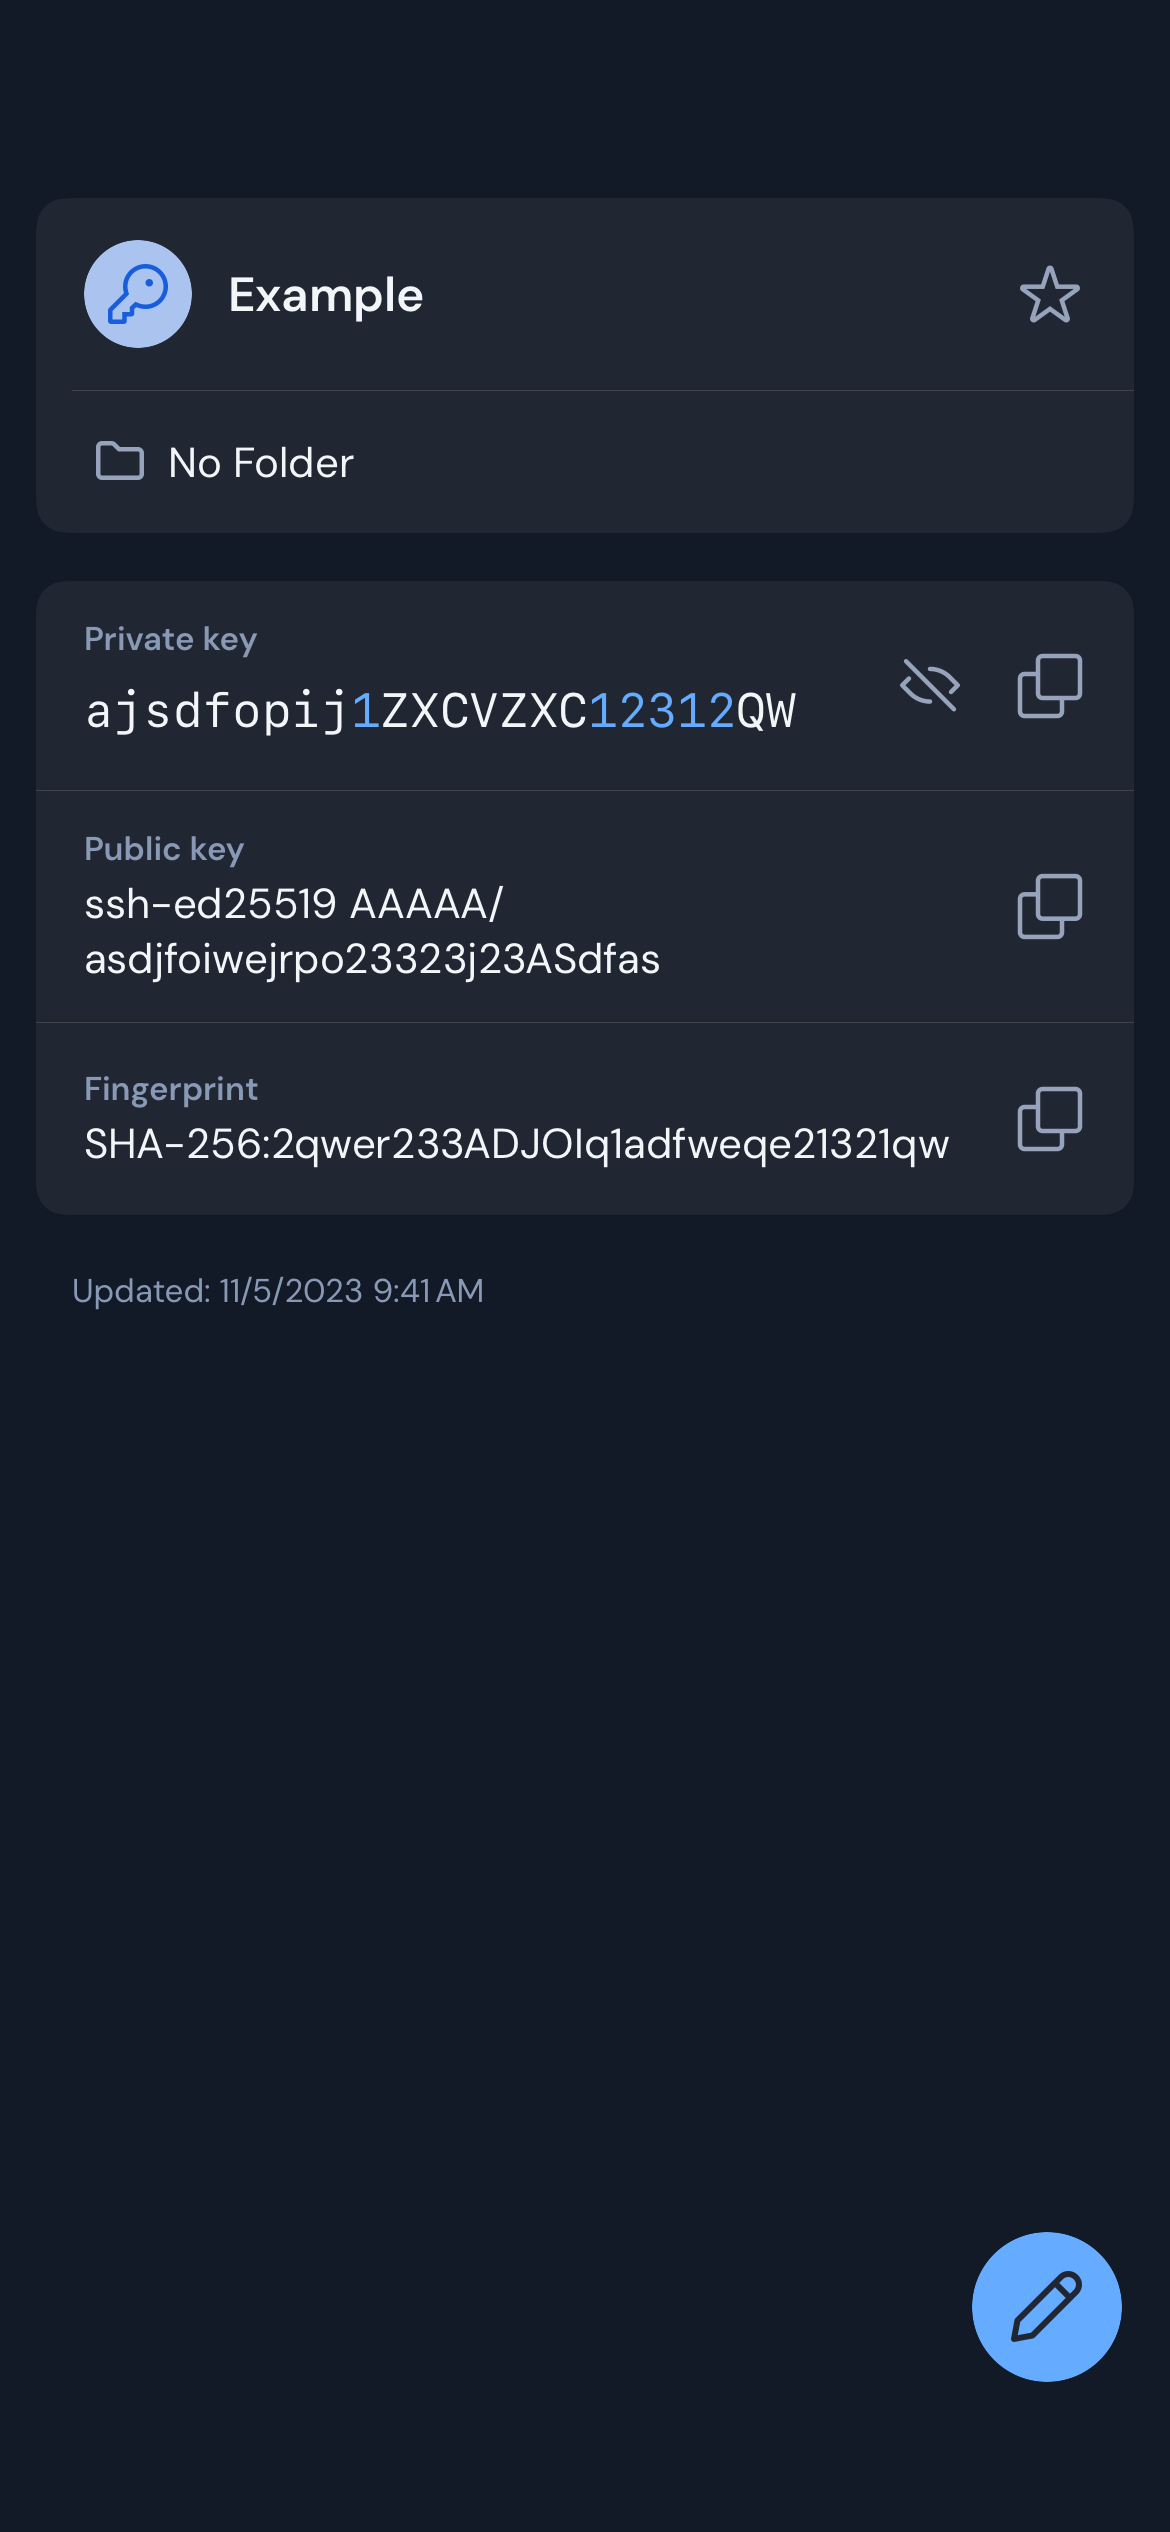 Example
No Folder
Private key
ajsdfopij1ZXCVZXC12312QW
Public key
ssh-ed25519 AAAAA/
asdjfoiwejrpo23323j23ASdfas
Fingerprint
SHA-256:2qwer233ADJOIq1adfweqe21321qw
Updated: 11/5/2023 9:41 AM